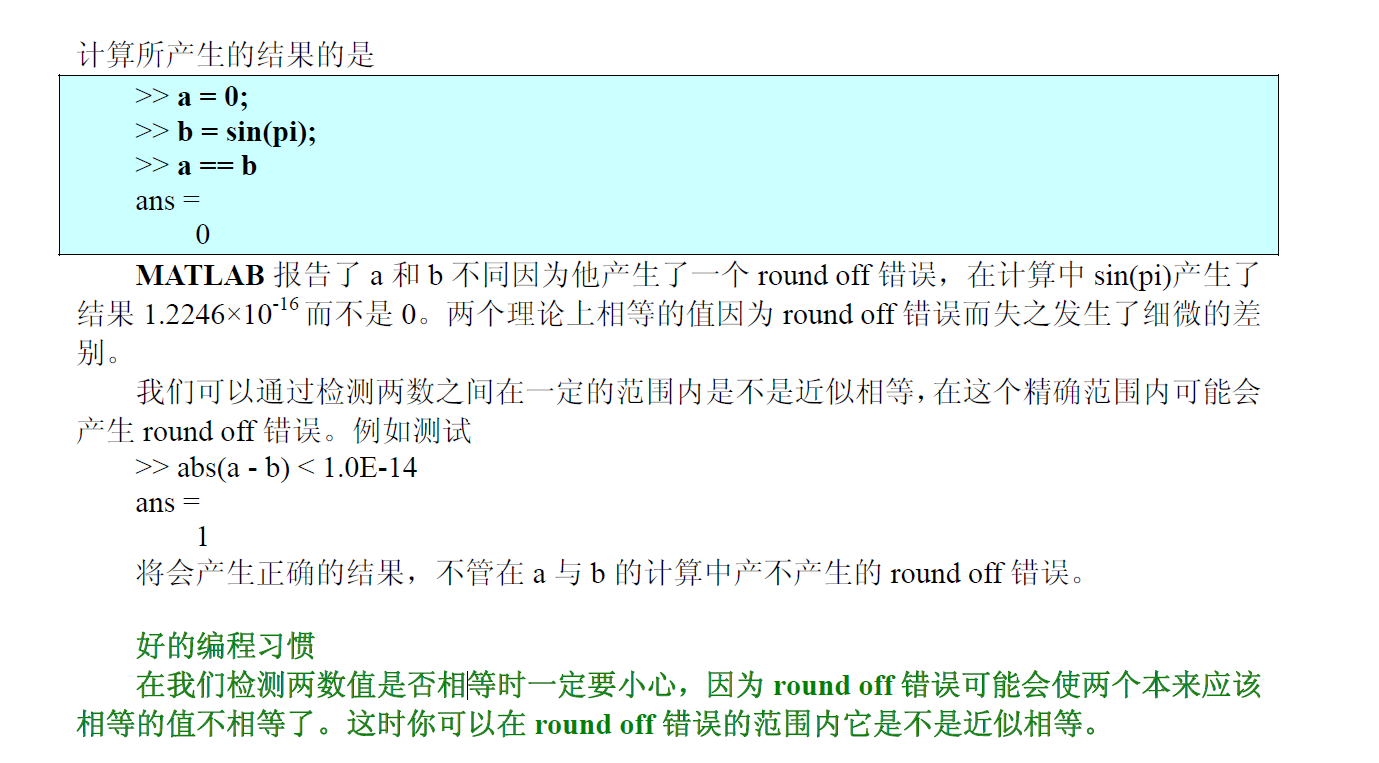 计算所产生的结果的是
>> a = 0;
>> b = sin(pi);
>> a == b
ans =
0
MATLAB 报告了 a 和 b 不同因为他产生了一个 round off 错误，在计算中 sin(pi)产生了
结果 1.2246×10-16 而不是 0。两个理论上相等的值因为 round off 错误而失之发生了细微的差
别。
我们可以通过检测两数之间在一定的范围内是不是近似相等，在这个精确范围内可能会
产生 round off 错误。例如测试
>> abs(a - b) < 1.0E-14
ans =
1
将会产生正确的结果，不管在 a 与 b 的计算中产不产生的 round off 错误。
好的编程习惯
在我们检测两数值是否相等时一定要小心，因为 round off 错误可能会使两个本来应该
相等的值不相等了。这时你可以在 round off 错误的范围内它是不是近似相等。